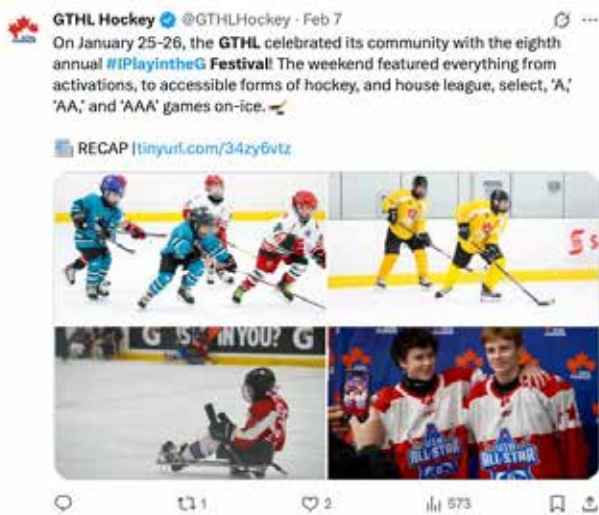 GTHL Hockey @GTHLHockey · Feb 7
On January 25-26, the GTHL celebrated its community with the eighth
annual #IPlayintheG Festival! The weekend featured everything from
activations, to accessible forms of hockey, and house league, select, ‘A,’
‘AA,’ and ‘AAA’ games on-ice.
RECAP | tinyurl.com/34zy6vtz
IN YOU?
ALL-STAR
ALL-STAR
1
2
573